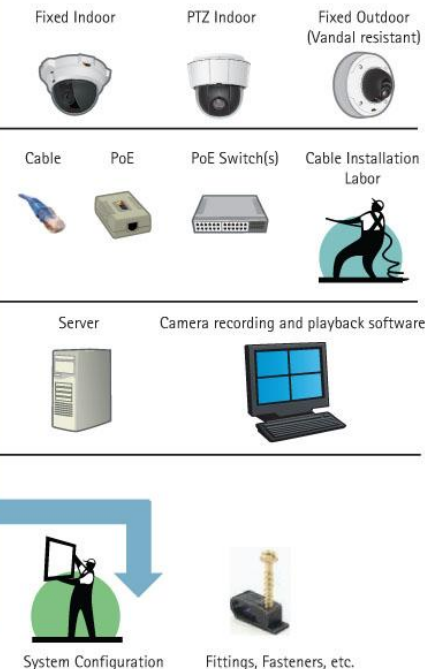 Fixed Indoor
PTZ Indoor
Fixed Outdoor
(Vandal resistant)
Cable
PoE
PoE Switch(s)
Cable Installation
Labor
Server
Camera recording and playback software
System Configuration
Fittings, Fasteners, etc.